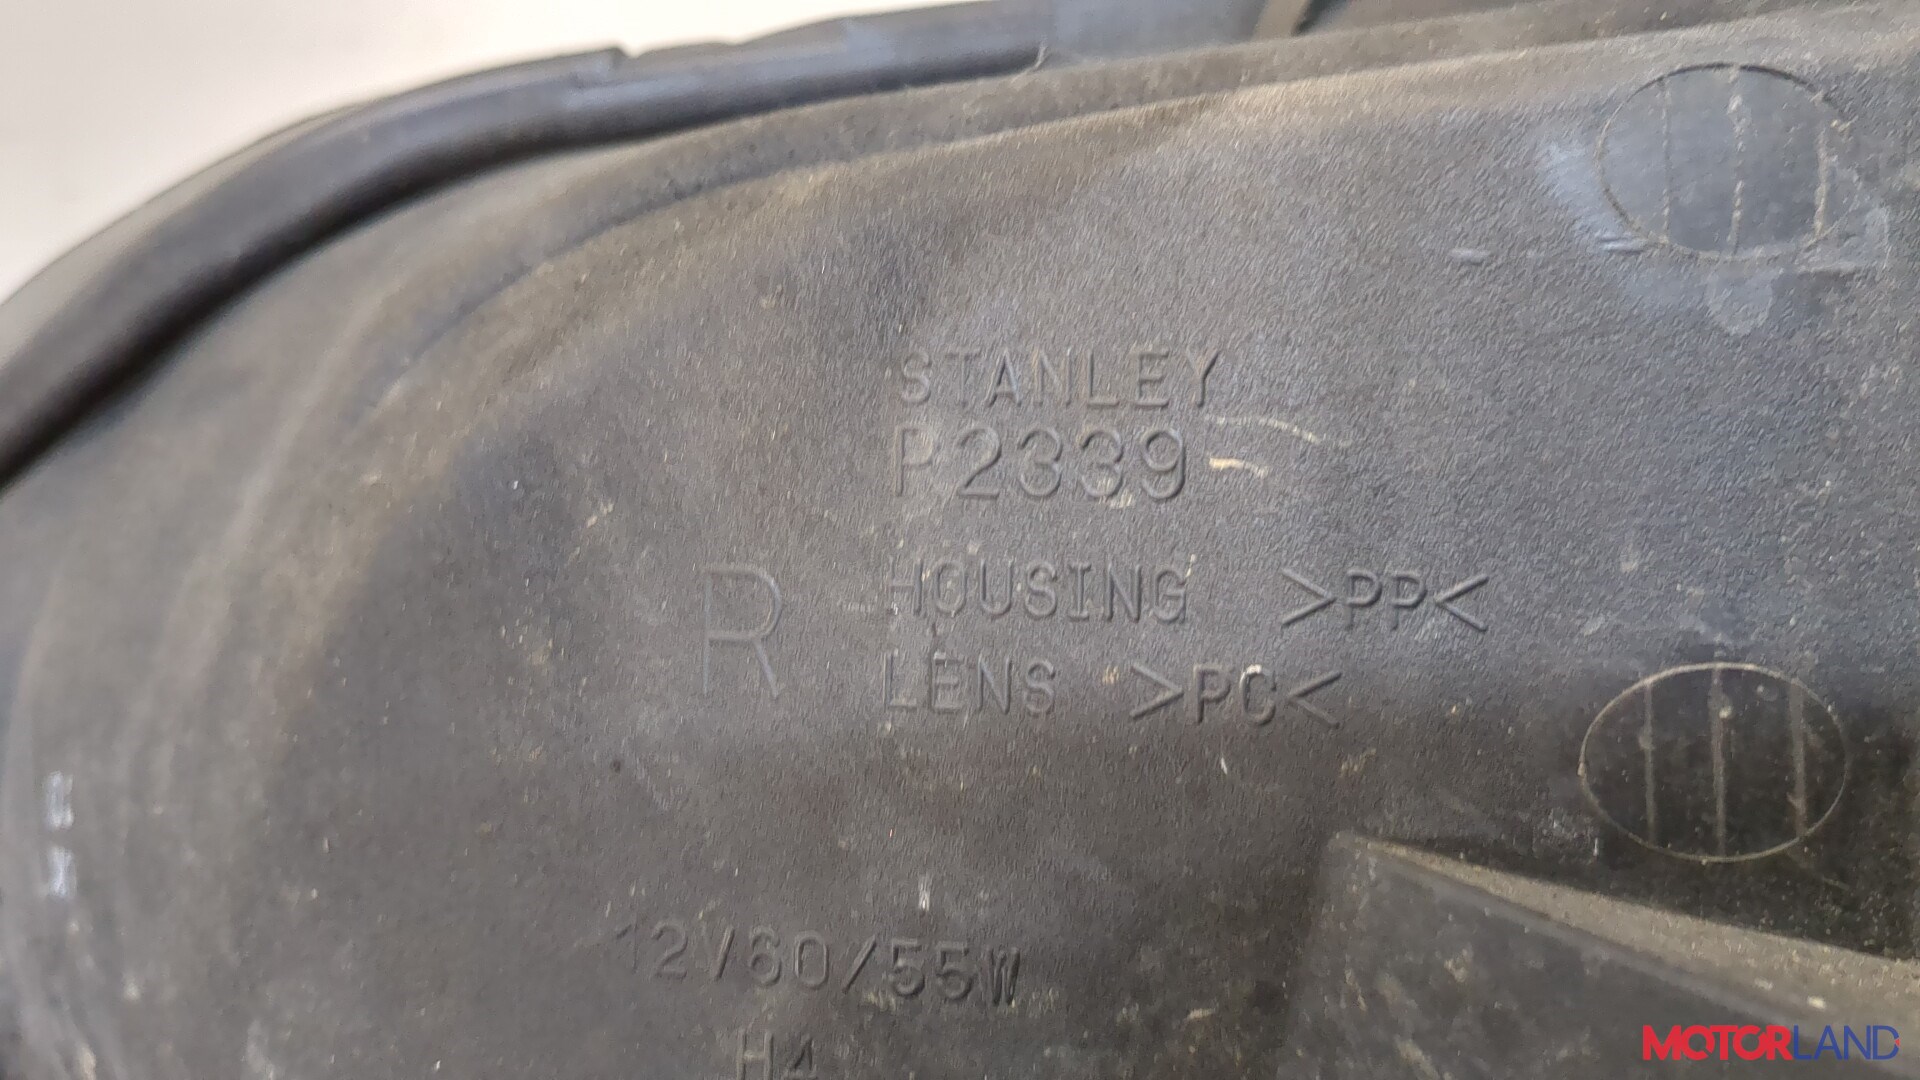 STANLEY
P2339
R
HOUSING >PP<
LENS >PC<
12V60/55W
H4
MOTORLAND